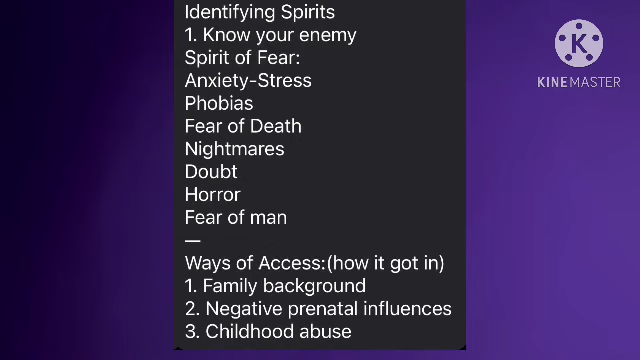 Identifying Spirits
1. Know your enemy
Spirit of Fear:
Anxiety-Stress
Phobias
Fear of Death
Nightmares
Doubt
Horror
Fear of man
—
Ways of Access:(how it got in)
1. Family background
2. Negative prenatal influences
3. Childhood abuse
K
KINEMASTER